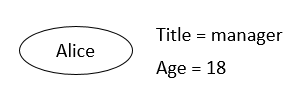 Alice
Title = manager
Age = 18